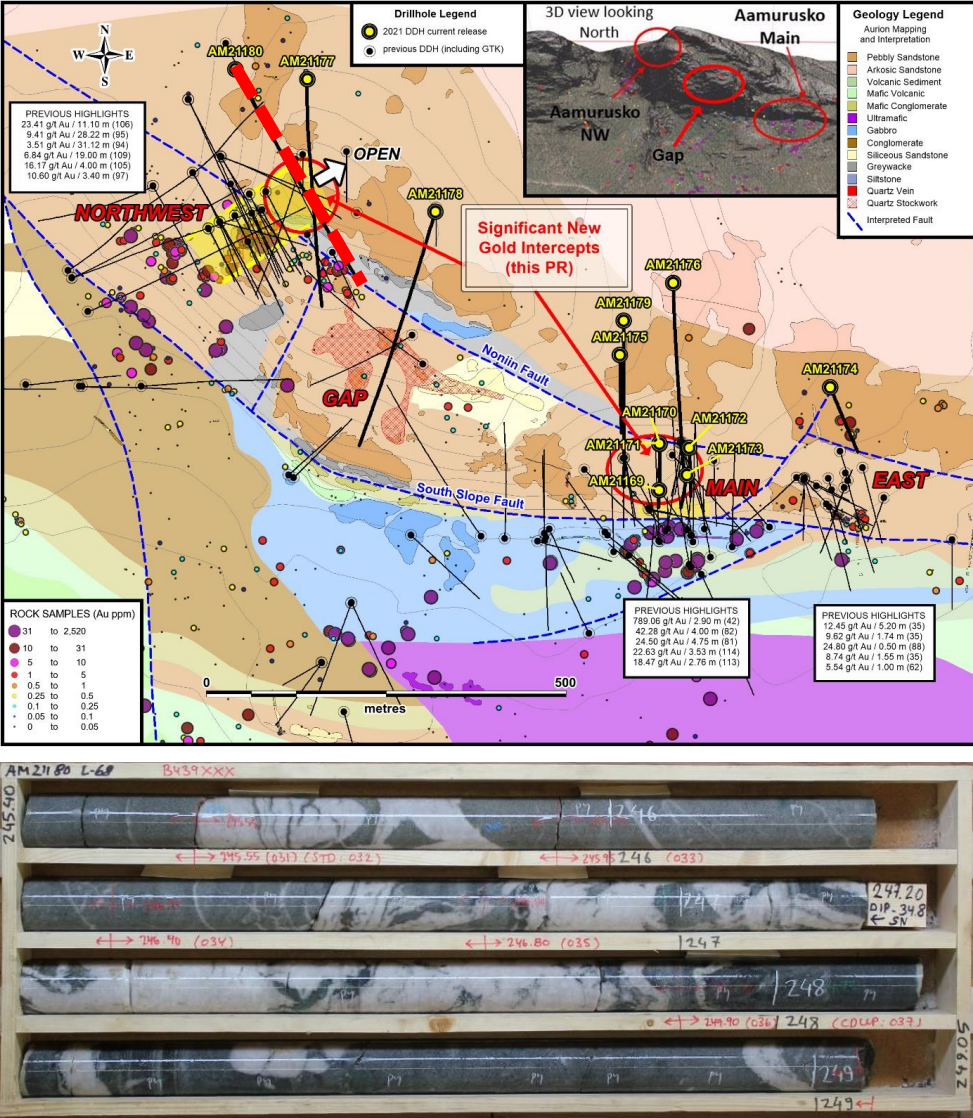 Drillhole Legend
2021 DDH current release
previous DDH (including GTK)
3D view looking
North
Aamurusko
Main
Aamurusko
NW
Gap
Geology Legend
Aurion Mapping
and Interpretation
Pebbly Sandstone
Arkosic Sandstone
Volcanic Sediment
Mafic Volcanic
Mafic Conglomerate
Ultramafic
Gabbro
Conglomerate
Siliceous Sandstone
Greywacke
Siltstone
Quartz Vein
Quartz Stockwork
Interpreted Fault
N
W
E
S
AM21180
AM21177
PREVIOUS HIGHLIGHTS
23.41 g/t Au / 11.10 m (106)
9.41 g/t Au / 28.22 m (95)
3.51 g/t Au / 31.12 m (94)
6.84 g/t Au / 19.00 m (109)
16.17 g/t Au / 4.00 m (105)
10.60 g/t Au / 3.40 m (97)
OPEN
AM21178
NORTHWEST
Significant New
Gold Intercepts
(this PR)
AM21176
AM21179
AM21175
Noniin Fault
AM21174
GAP
AM21170
AM21172
AM21171
AM21173
AM21169
MAIN
EAST
South Slope Fault
ROCK SAMPLES (Au ppm)
31 to 2,520
10 to 31
5 to 10
1 to 5
0.5 to 1
0.25 to 0.5
0.1 to 0.25
0.05 to 0.1
0 to 0.05
0
500
metres
PREVIOUS HIGHLIGHTS
789.06 g/t Au / 2.90 m (42)
42.28 g/t Au / 4.00 m (82)
24.50 g/t Au / 4.75 m (81)
22.63 g/t Au / 3.53 m (114)
18.47 g/t Au / 2.76 m (113)
PREVIOUS HIGHLIGHTS
12.45 g/t Au / 5.20 m (35)
9.62 g/t Au / 1.74 m (35)
24.80 g/t Au / 0.50 m (88)
8.74 g/t Au / 1.55 m (35)
5.54 g/t Au / 1.00 m (62)
AM21180 L-68 B439XXX
245.40
246
245.55 (031) (STD: 032)
246 (033)
247
247.20
DIP -34.8
SN
246.40 (034)
246.80 (035)
247
248
(036) 248 (CDUP: 037)
249
249.05
249